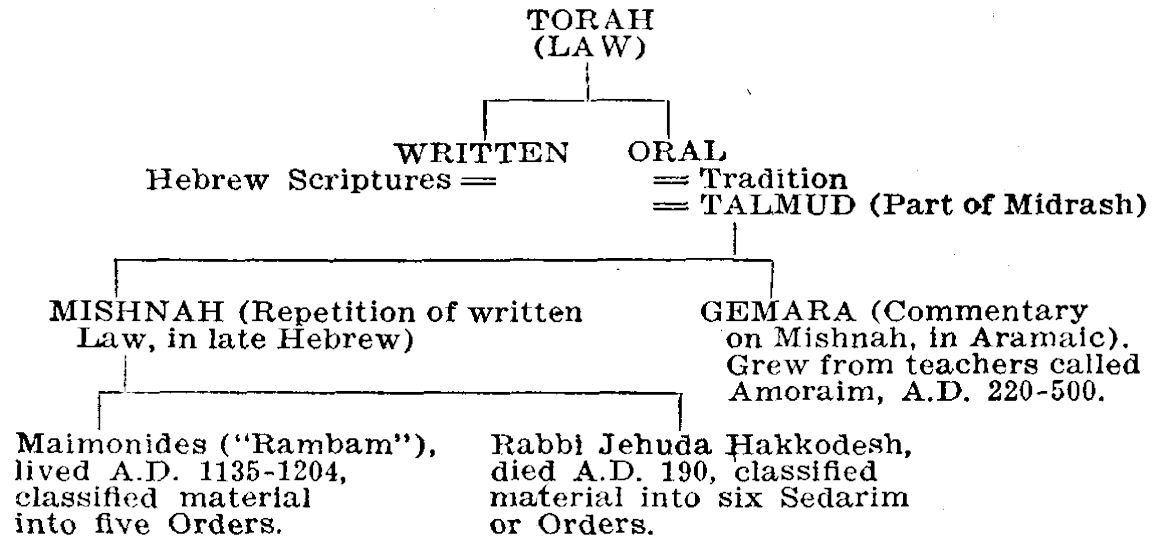 TORAH
(LAW)
WRITTEN ORAL
Hebrew Scriptures = = Tradition
= TALMUD (Part of Midrash)
MISHNAH (Repetition of written
Law, in late Hebrew)
GEMARA (Commentary
on Mishnah, in Aramaic).
Grew from teachers called
Amoraim, A.D. 220-500.
Maimonides ("Rambam"),
lived A.D. 1135-1204,
classified material
into five Orders.
Rabbi Jehuda Hakkodesh,
died A.D. 190, classified
material into six Sedarim
or Orders.